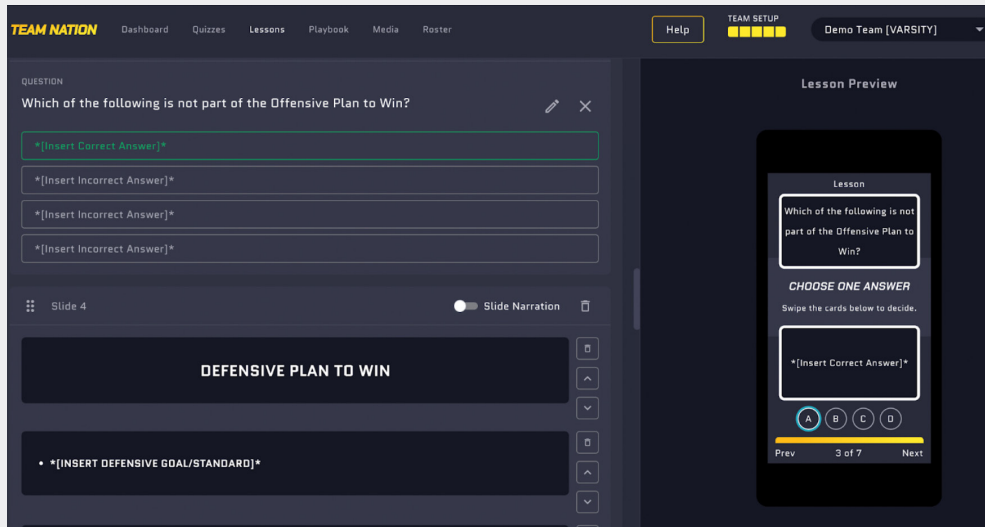 TEAM NATION
Dashboard
Quizzes
Lessons
Playbook
Media
Roster
Help
TEAM SETUP
Demo Team [VARSITY]
QUESTION
Which of the following is not part of the Offensive Plan to Win?
*[Insert Correct Answer]*
*[Insert Incorrect Answer]*
*[Insert Incorrect Answer]*
*[Insert Incorrect Answer]*
Slide 4
Slide Narration
DEFENSIVE PLAN TO WIN
• *[INSERT DEFENSIVE GOAL/STANDARD]*
Lesson Preview
Lesson
Which of the following is not
part of the Offensive Plan to
Win?
CHOOSE ONE ANSWER
Swipe the cards below to decide.
*[Insert Correct Answer]*
A B C D
Prev 3 of 7 Next